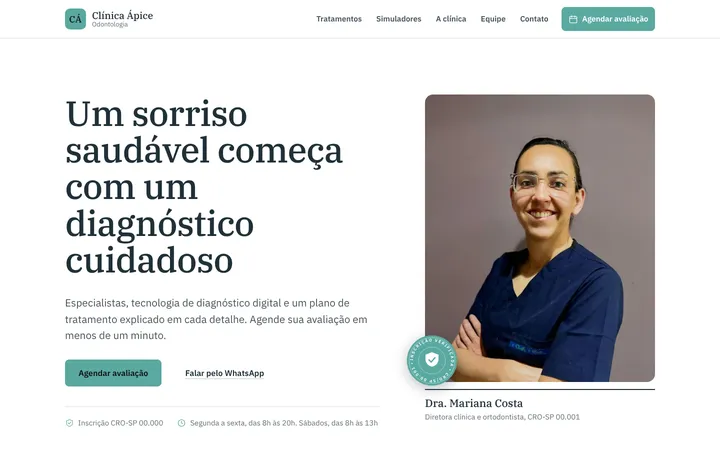 CÁ
Clínica Ápice
Odontologia
Tratamentos
Simuladores
A clínica
Equipe
Contato
Agendar avaliação
Um sorriso
saudável começa
com um
diagnóstico
cuidadoso
Especialistas, tecnologia de diagnóstico digital e um plano de
tratamento explicado em cada detalhe. Agende sua avaliação em
menos de um minuto.
Agendar avaliação
Falar pelo WhatsApp
Inscrição CRO-SP 00.000
Segunda a sexta, das 8h às 20h. Sábados, das 8h às 13h
INSCRIÇÃO VERIFICADA
Dra. Mariana Costa
Diretora clínica e ortodontista, CRO-SP 00.001